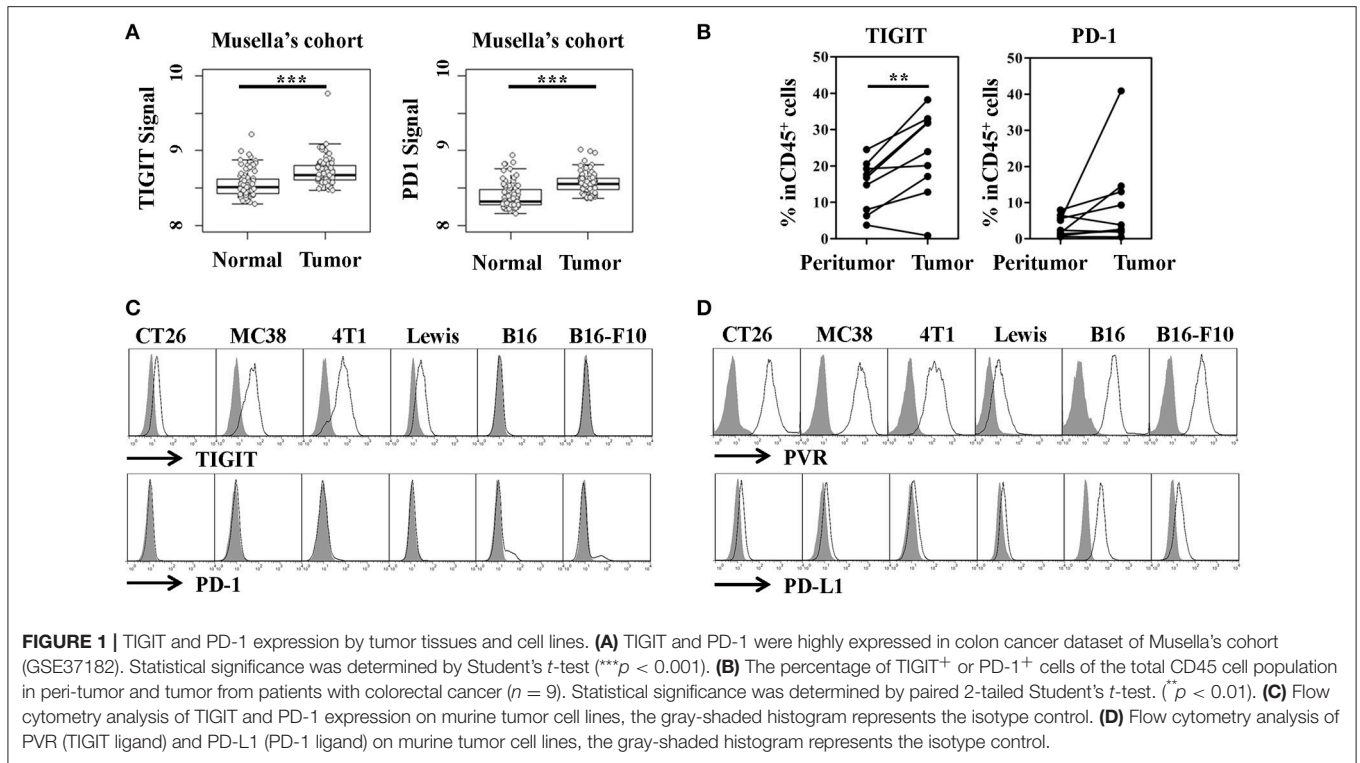 A
Musella's cohort
10
9
8
TIGIT Signal
***
Normal Tumor
Musella's cohort
10
9
8
PD1 Signal
***
Normal Tumor
B
TIGIT
50
40
30
20
10
0
% inCD45+ cells
**
Peritumor Tumor
PD-1
50
40
30
20
10
0
% inCD45+ cells
Peritumor Tumor
C
CT26 MC38 4T1 Lewis B16 B16-F10
TIGIT
PD-1
D
CT26 MC38 4T1 Lewis B16 B16-F10
PVR
PD-L1
FIGURE 1 | TIGIT and PD-1 expression by tumor tissues and cell lines. (A) TIGIT and PD-1 were highly expressed in colon cancer dataset of Musella's cohort
(GSE37182). Statistical significance was determined by Student's t-test (***p < 0.001). (B) The percentage of TIGIT+ or PD-1+ cells of the total CD45 cell population
in peri-tumor and tumor from patients with colorectal cancer (n = 9). Statistical significance was determined by paired 2-tailed Student's t-test. (**p < 0.01). (C) Flow
cytometry analysis of TIGIT and PD-1 expression on murine tumor cell lines, the gray-shaded histogram represents the isotype control. (D) Flow cytometry analysis of
PVR (TIGIT ligand) and PD-L1 (PD-1 ligand) on murine tumor cell lines, the gray-shaded histogram represents the isotype control.